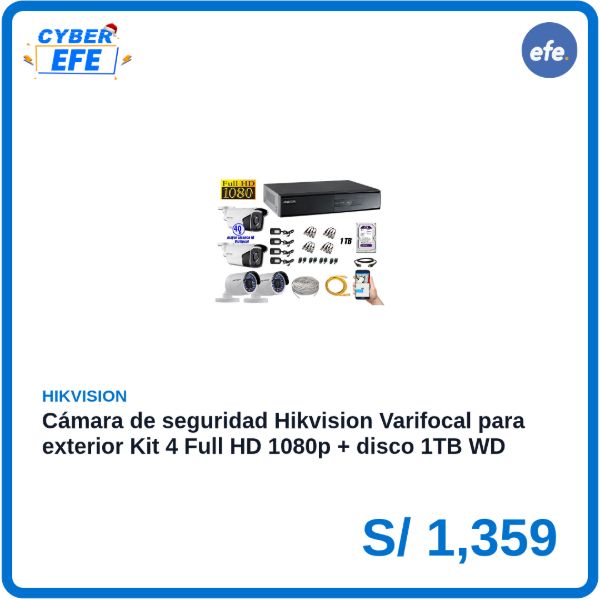 CYBER
EFE
efe.
Full HD
1080
40
1 TB
HIKVISION
Cámara de seguridad Hikvision Varifocal para
exterior Kit 4 Full HD 1080p + disco 1TB WD
S/ 1,359